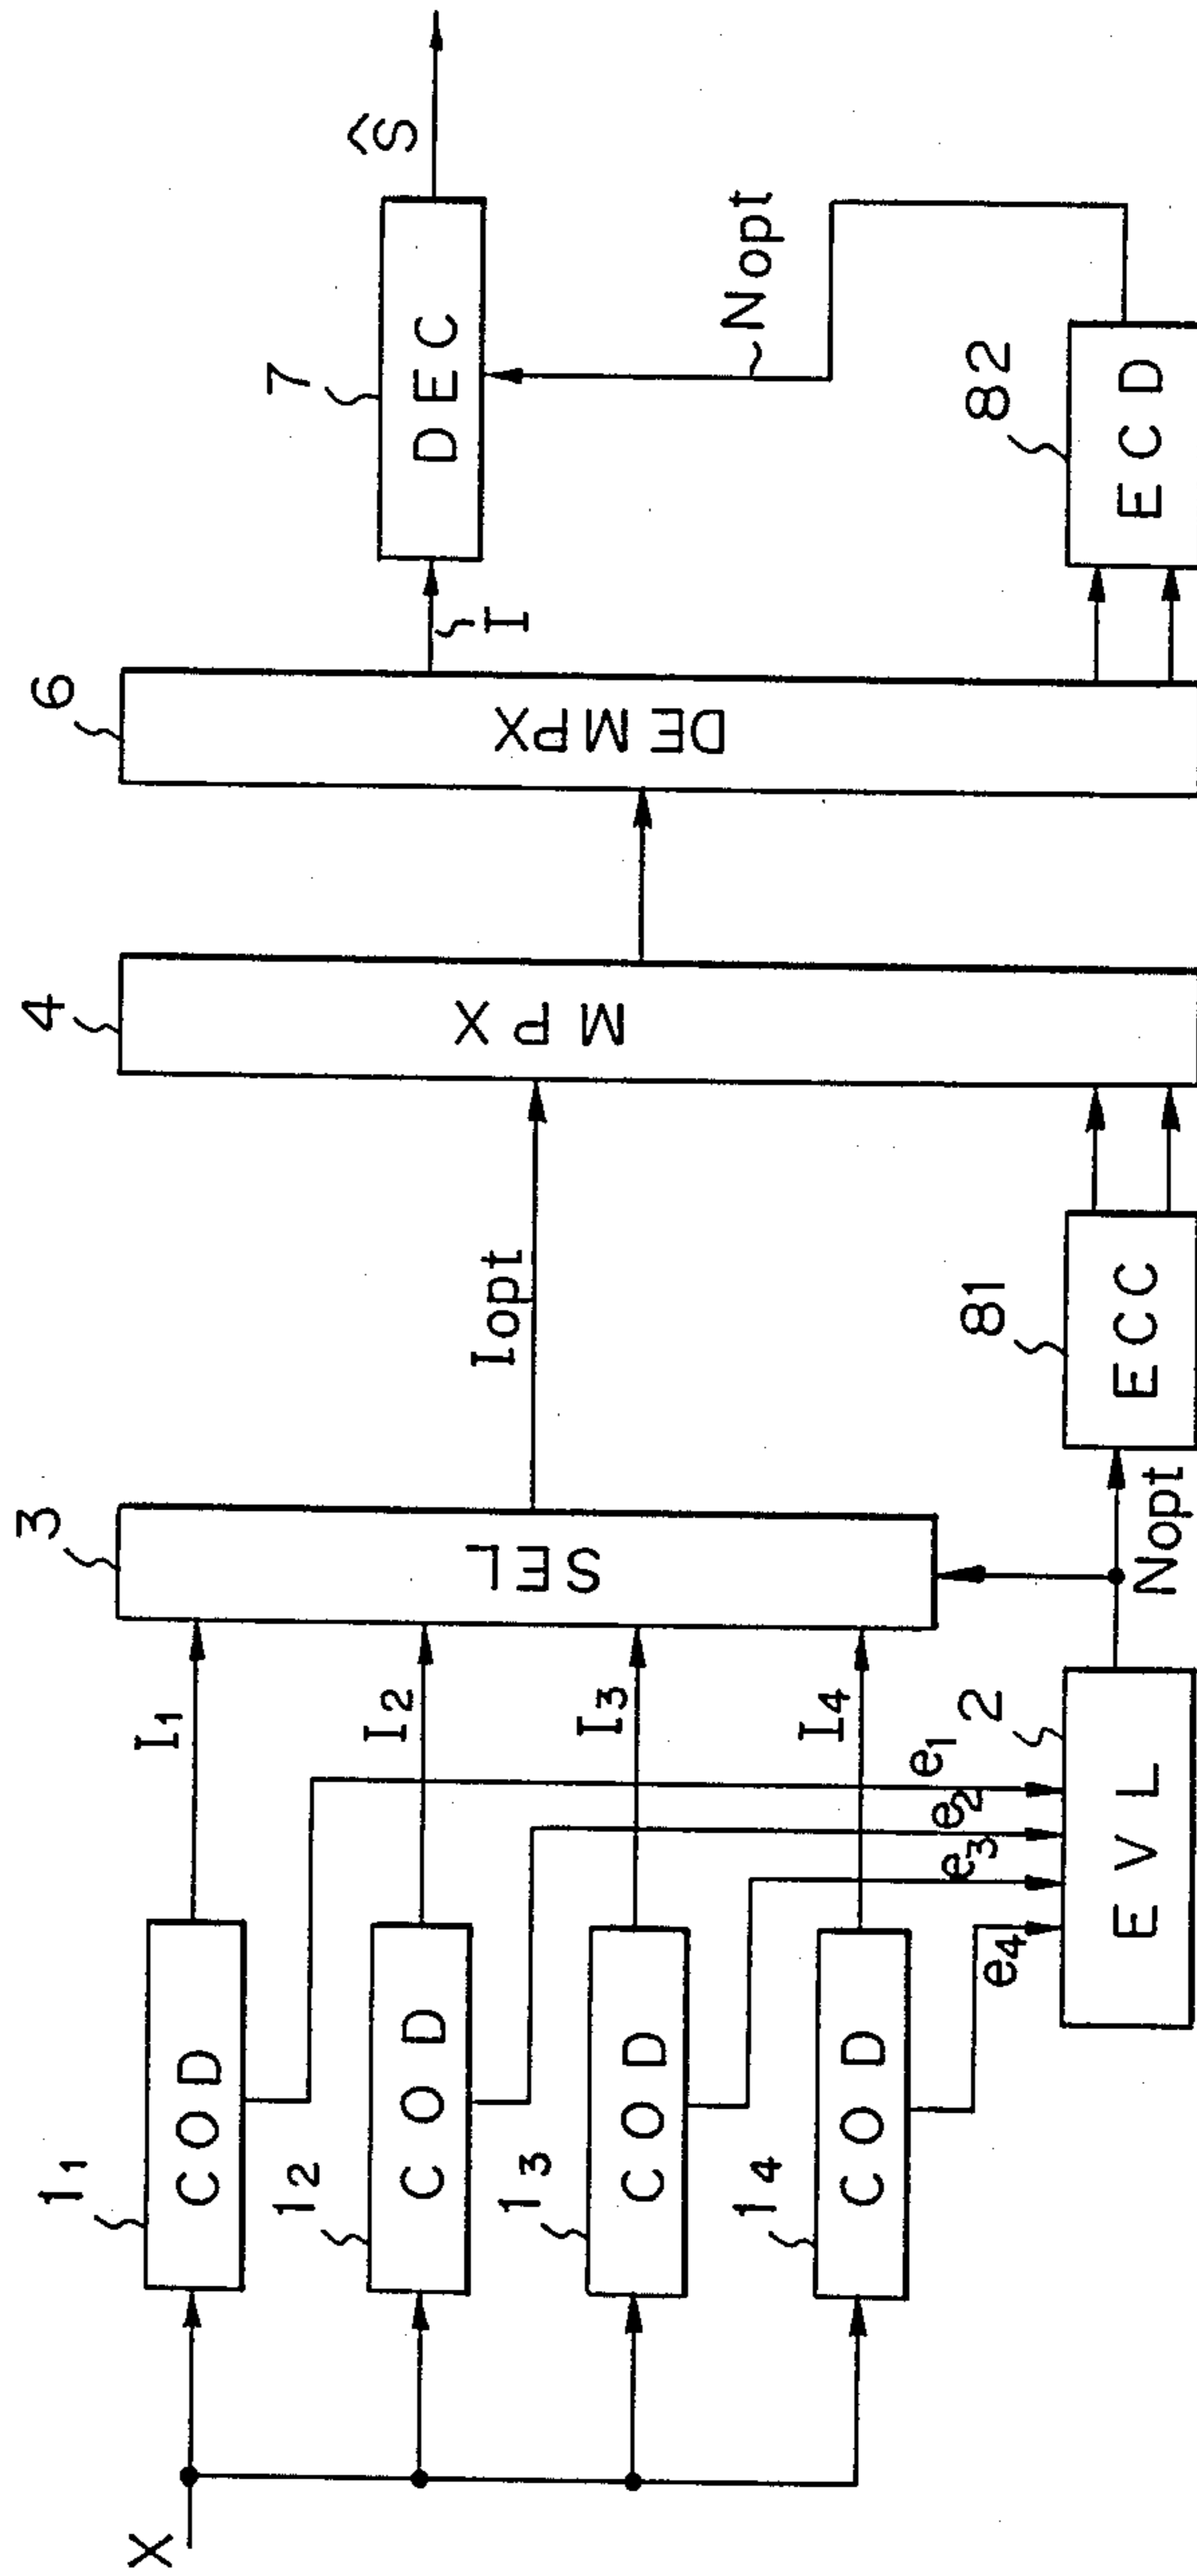 X
1₁
COD
1₂
COD
1₃
COD
1₄
COD
I₁
I₂
I₃
I₄
e₁
e₂
e₃
e₄
2
EVL
3
SEL
Nopt
Iopt
81
ECC
4
MPX
6
DEMPX
I
7
DEC
Ŝ
Nopt
82
ECD